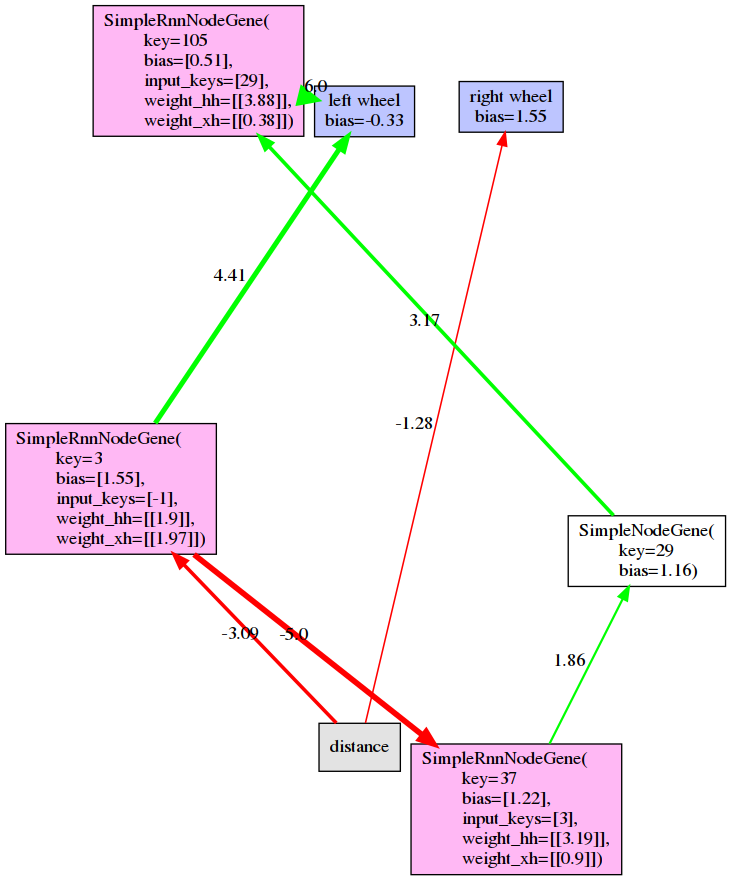 SimpleRnnNodeGene(
key=105
bias=[0.51],
input_keys=[29],
weight_hh=[[3.88]],
weight_xh=[[0.38]])
6.0
left wheel
bias=-0.33
right wheel
bias=1.55
4.41
3.17
-1.28
SimpleRnnNodeGene(
key=3
bias=[1.55],
input_keys=[-1],
weight_hh=[[1.9]],
weight_xh=[[1.97]])
SimpleNodeGene(
key=29
bias=1.16)
-3.09
-5.0
1.86
distance
SimpleRnnNodeGene(
key=37
bias=[1.22],
input_keys=[3],
weight_hh=[[3.19]],
weight_xh=[[0.9]])